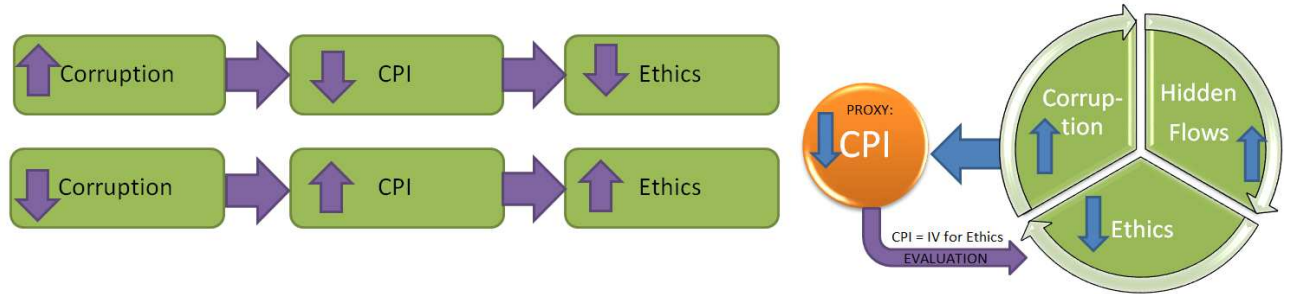 Corruption
CPI
Ethics
Corruption
CPI
Ethics
PROXY:
CPI
CPI = IV for Ethics
EVALUATION
Corrup-
tion
Hidden
Flows
Ethics